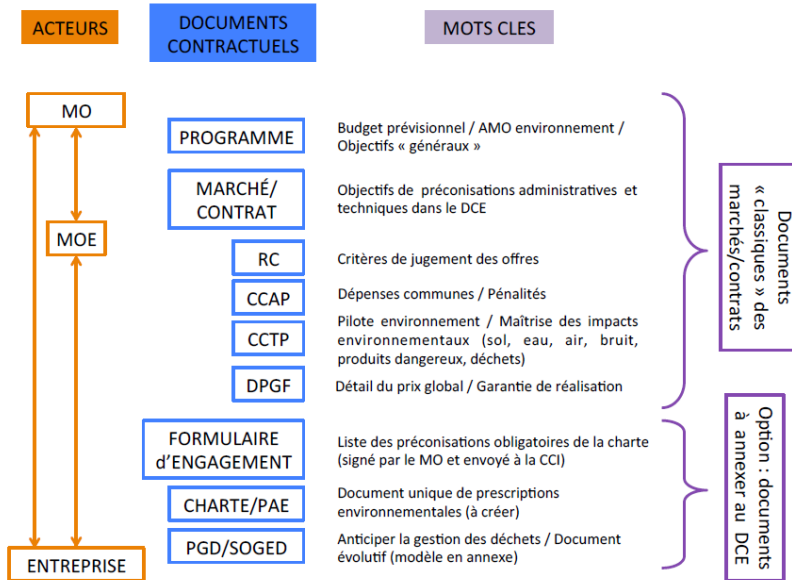 ACTEURS
DOCUMENTS
CONTRACTUELS
MOTS CLES
MO
MOE
ENTREPRISE
PROGRAMME
Budget prévisionnel / AMO environnement /
Objectifs « généraux »
MARCHÉ/
CONTRAT
Objectifs de préconisations administratives et
techniques dans le DCE
RC
Critères de jugement des offres
CCAP
Dépenses communes / Pénalités
CCTP
Pilote environnement / Maîtrise des impacts
environnementaux (sol, eau, air, bruit,
produits dangereux, déchets)
DPGF
Détail du prix global / Garantie de réalisation
FORMULAIRE
d'ENGAGEMENT
Liste des préconisations obligatoires de la charte
(signé par le MO et envoyé à la CCI)
CHARTE/PAE
Document unique de prescriptions
environnementales (à créer)
PGD/SOGED
Anticiper la gestion des déchets / Document
évolutif (modèle en annexe)
Documents
« classiques » des
marchés/contrats
Option : documents
à annexer au DCE